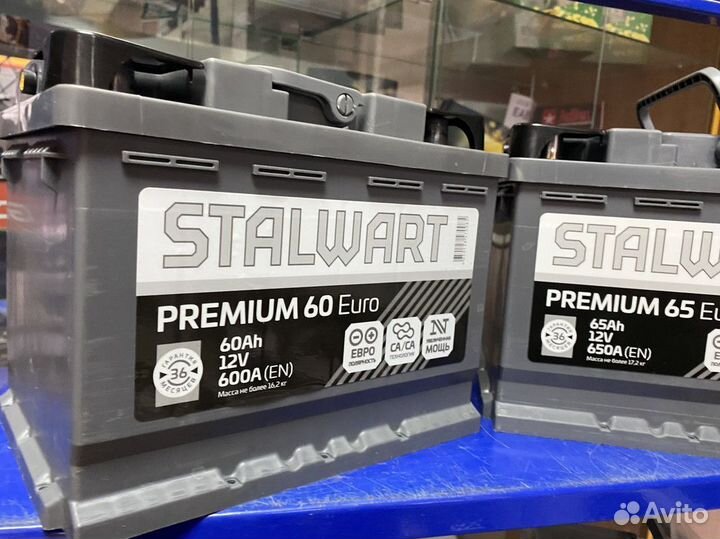 STALWART
PREMIUM 60 Euro
60Ah
12V
600A (EN)
Масса не более 16,2 кг
ГАРАНТИЯ
36
МЕСЯЦЕВ
ЕВРО
ПОЛЯРНОСТЬ
CA/CA
ТЕХНОЛОГИЯ
N
УВЕЛИЧЕННАЯ
МОЩЬ
STALWA
PREMIUM 65 Eu
65Ah
12V
650A (EN)
Масса не более 17,2 кг
ГАРАНТИЯ
36
МЕСЯЦЕВ
Avito